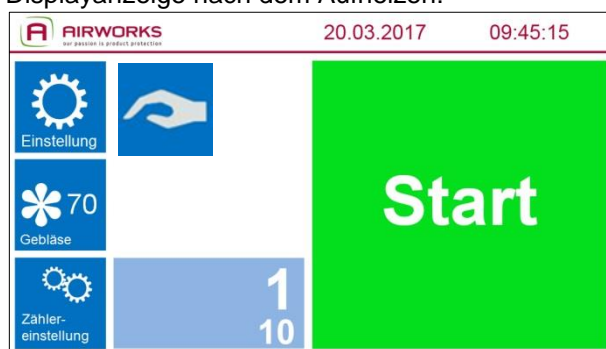 Displayanzeige nach dem Aufheizen:
AIRWORKS
our passion is product protection
20.03.2017
09:45:15
Einstellung
70
Gebläse
Start
Zähler-
einstellung
1
10